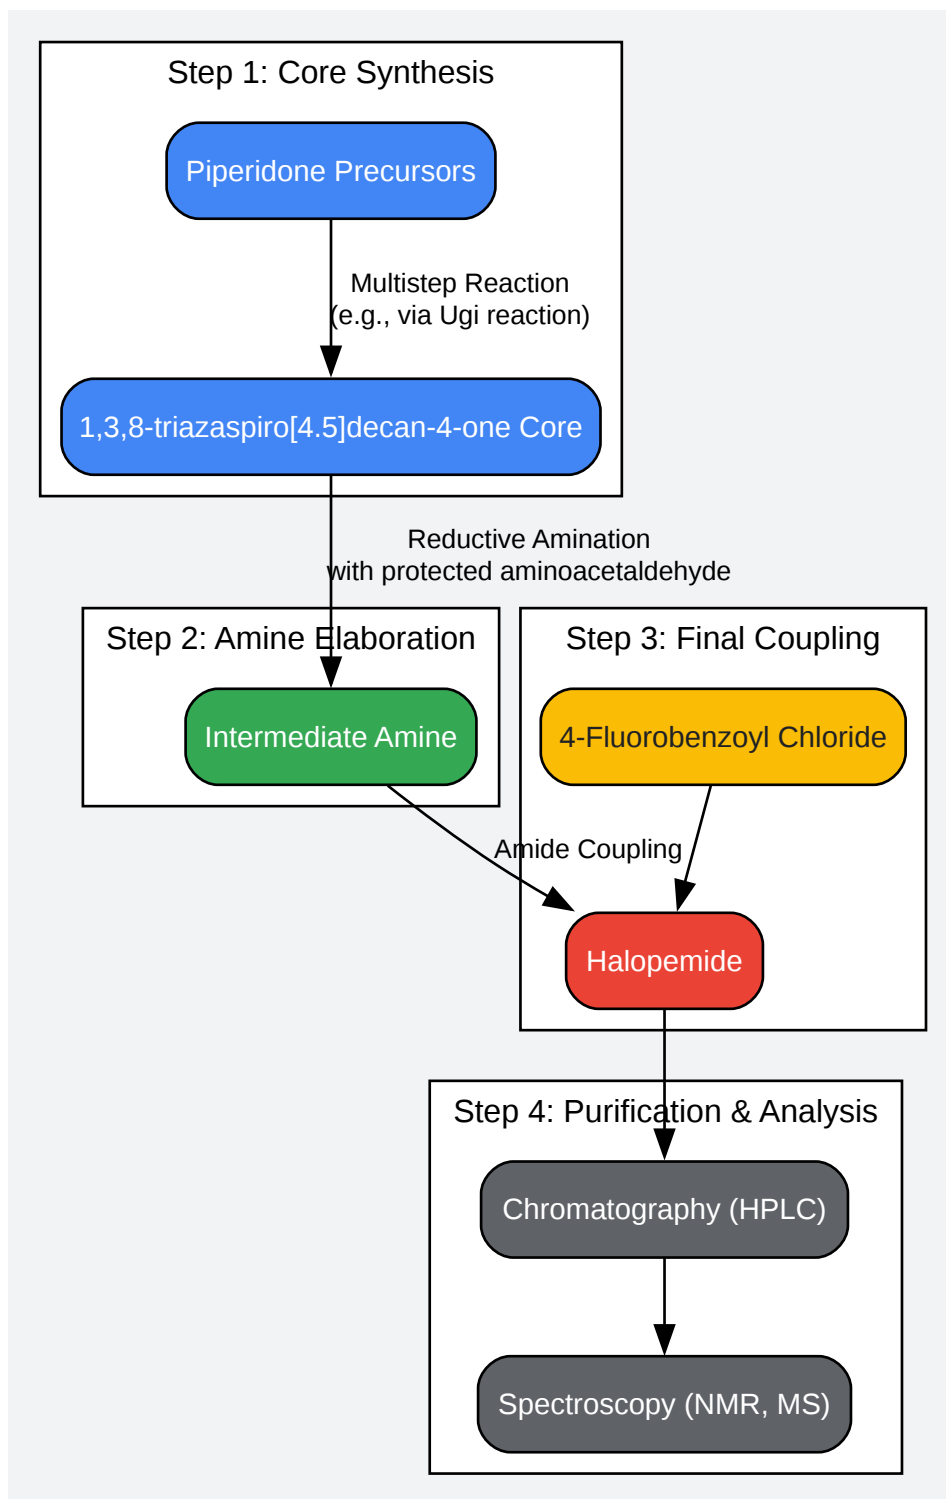 Step 1: Core Synthesis
Piperidone Precursors
Multistep Reaction
(e.g., via Ugi reaction)
1,3,8-triazaspiro[4.5]decan-4-one Core
Reductive Amination
with protected aminoacetaldehyde
Step 2: Amine Elaboration
Intermediate Amine
Step 3: Final Coupling
4-Fluorobenzoyl Chloride
Amide Coupling
Halopemide
Step 4: Purification & Analysis
Chromatography (HPLC)
Spectroscopy (NMR, MS)